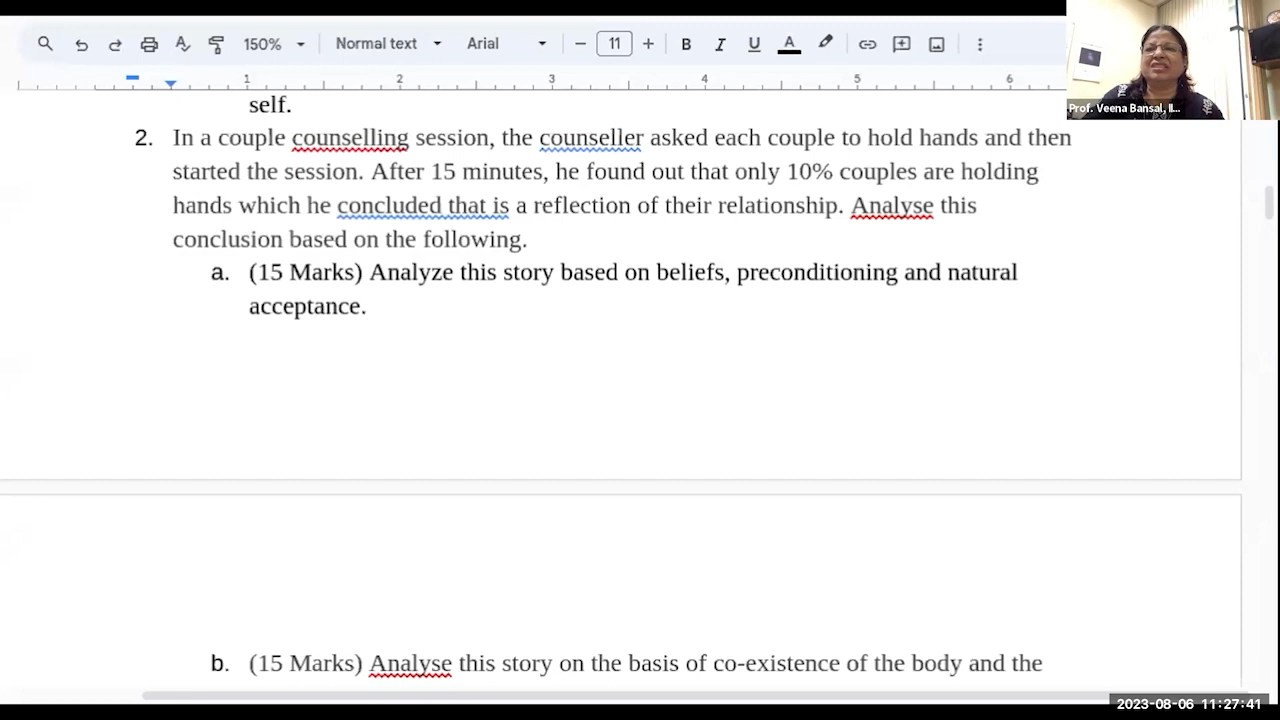 150%
Normal text
Arial
11
B I U A
1 2 3 4 5 6
Prof. Veena Bansal, II...
self.
2. In a couple counselling session, the counseller asked each couple to hold hands and then
started the session. After 15 minutes, he found out that only 10% couples are holding
hands which he concluded that is a reflection of their relationship. Analyse this
conclusion based on the following.
a. (15 Marks) Analyze this story based on beliefs, preconditioning and natural
acceptance.
b. (15 Marks) Analyse this story on the basis of co-existence of the body and the
2023-08-06 11:27:41